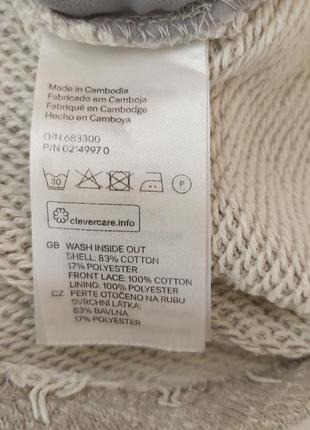 Made in Cambodia
Fabricado em Camboja
Fabriqué en Cambodge
Hecho en Camboya
O/N 683300
P/N 0214997 0
30 P
clevercare.info
GB WASH INSIDE OUT
SHELL: 83% COTTON
17% POLYESTER
FRONT LACE: 100% COTTON
LINING: 100% POLYESTER
CZ PERTE OTOČENO NA RUBU
SVRCHNÍ LÁTKA:
83% BAVLNA
17% POLYESTER